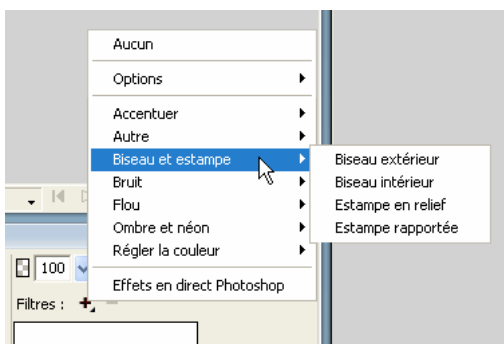 Aucun
Options
Accentuer
Autre
Biseau et estampe
Biseau extérieur
Bruit
Biseau intérieur
Flou
Estampe en relief
Ombre et néon
Estampe rapportée
Régler la couleur
100
Effets en direct Photoshop
Filtres :